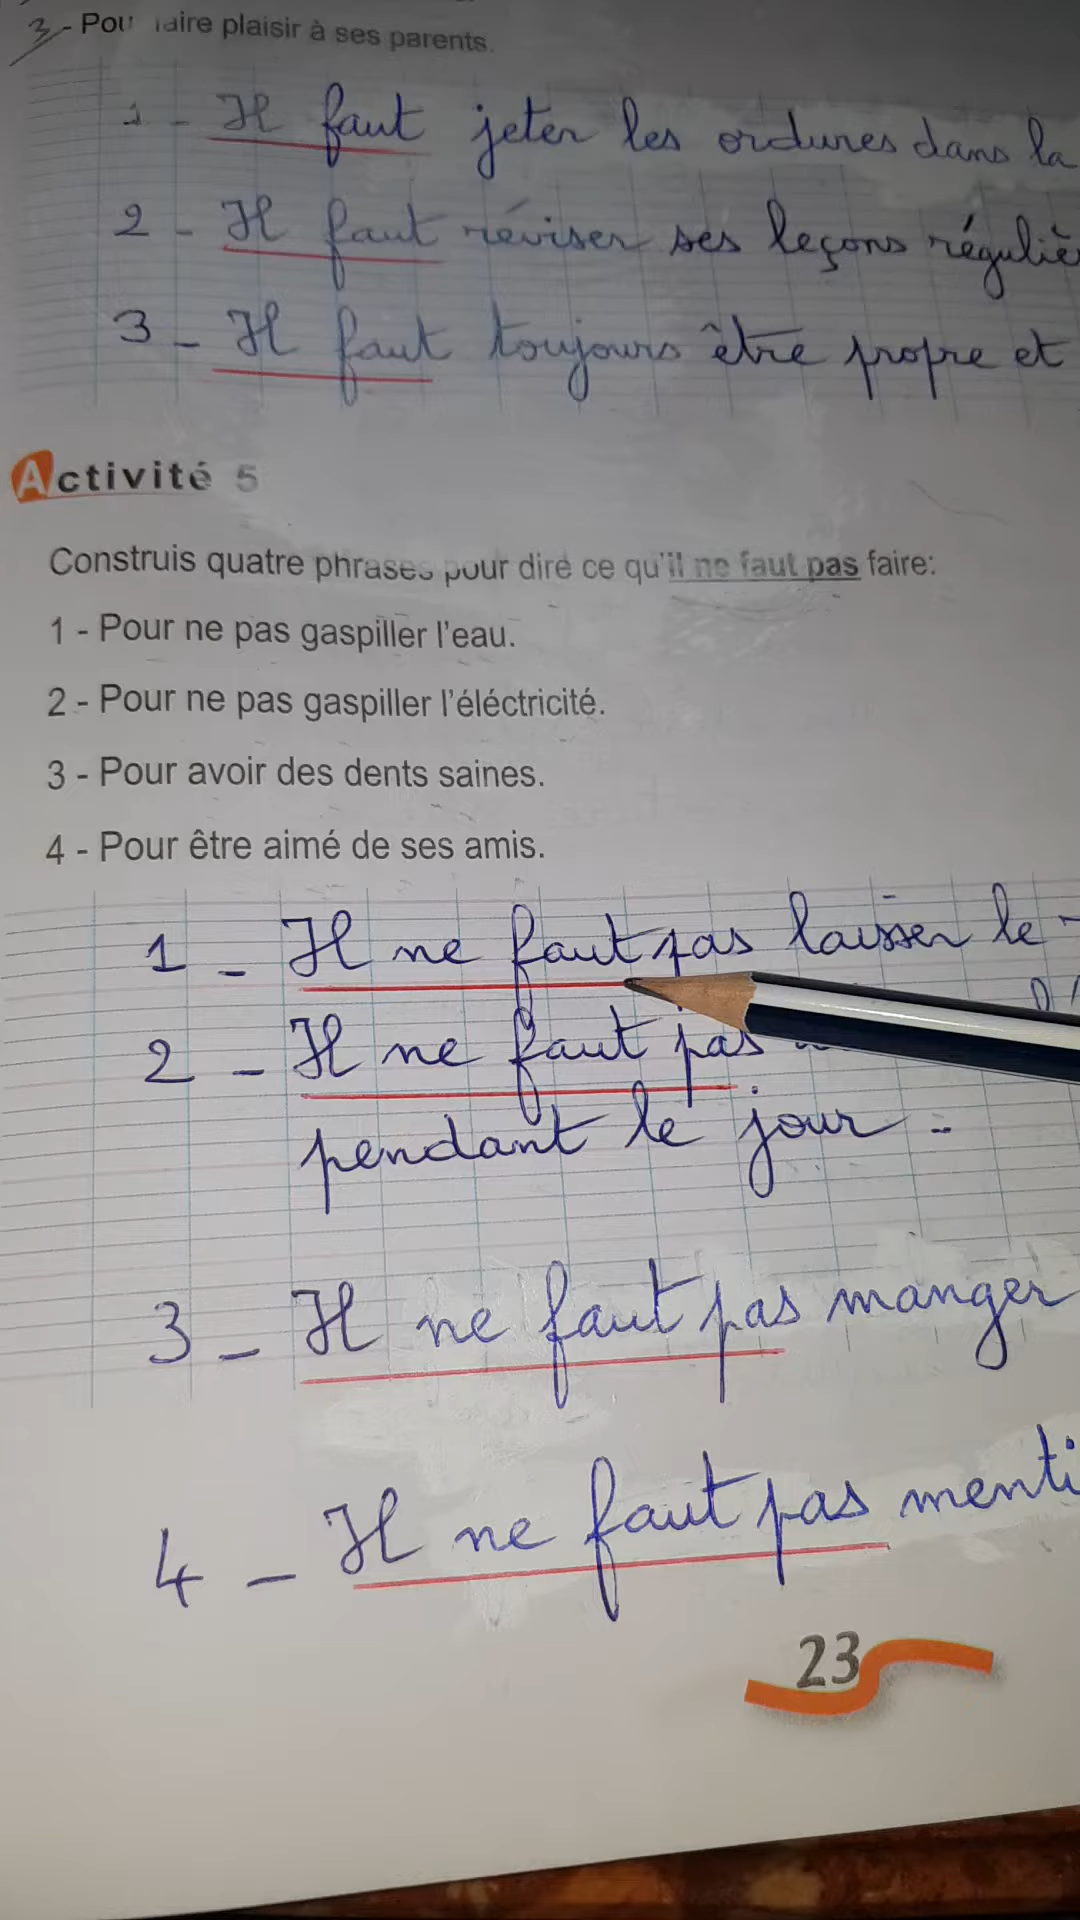 3 - Pour faire plaisir à ses parents.
1 - Il faut jeter les ordures dans la
2 - Il faut réviser ses leçons réguliè
3 - Il faut toujours être propre et
Activité 5
Construis quatre phrases pour dire ce qu'il ne faut pas faire:
1 - Pour ne pas gaspiller l'eau.
2 - Pour ne pas gaspiller l'éléctricité.
3 - Pour avoir des dents saines.
4 - Pour être aimé de ses amis.
1 - Il ne faut pas laisser le
2 - Il ne faut pas
pendant le jour.
3 - Il ne faut pas manger
4 - Il ne faut pas menti
23